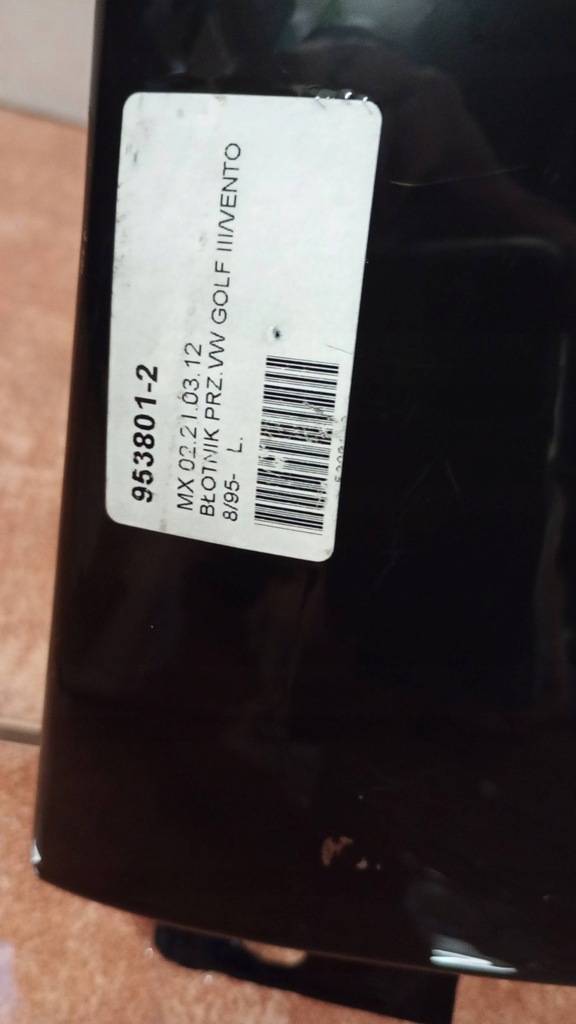 953801-2
MX 02.21.03.12
BŁOTNIK PRZ.VW GOLF III/VENTO
8/95- L.